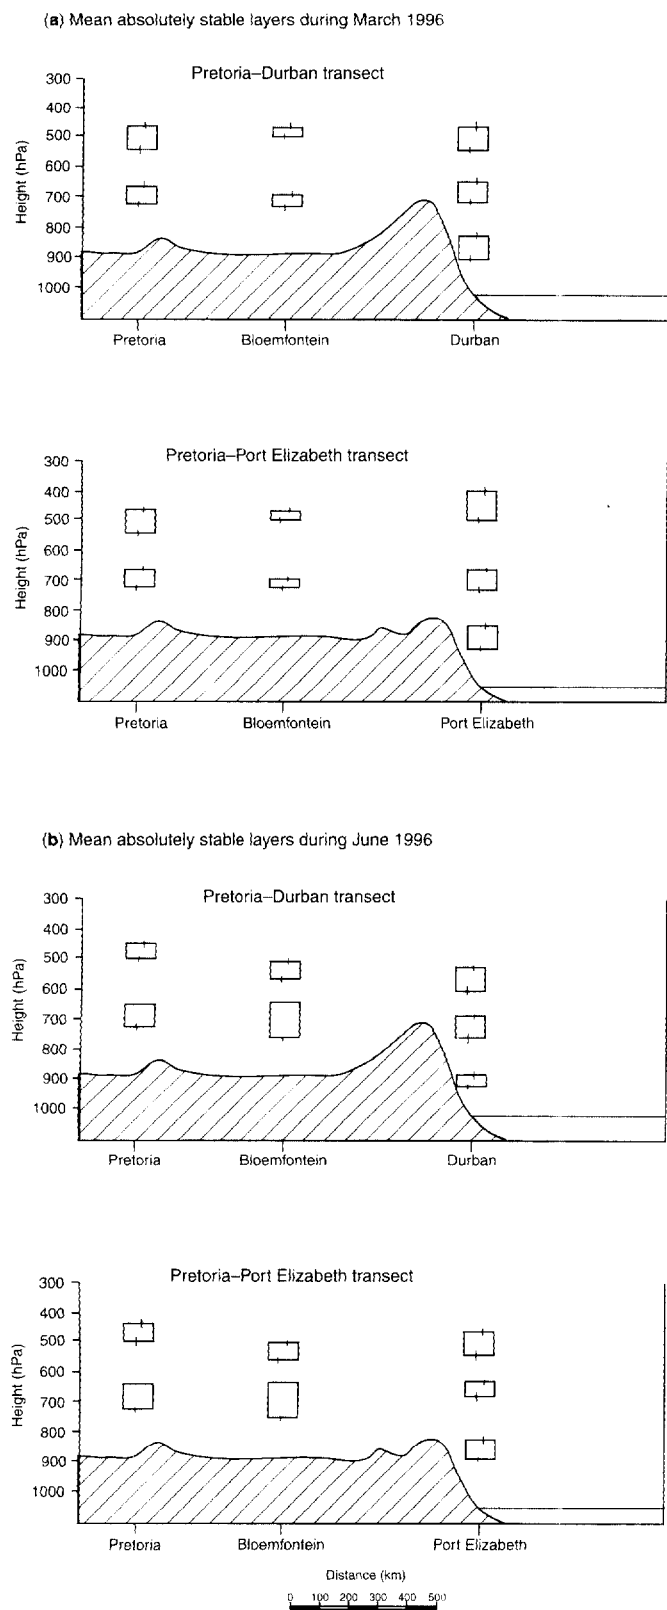 (a) Mean absolutely stable layers during March 1996
Pretoria–Durban transect
300
400
500
600
700
800
900
1000
Height (hPa)
Pretoria Bloemfontein Durban
Pretoria–Port Elizabeth transect
300
400
500
600
700
800
900
1000
Height (hPa)
Pretoria Bloemfontein Port Elizabeth
(b) Mean absolutely stable layers during June 1996
Pretoria–Durban transect
300
400
500
600
700
800
900
1000
Height (hPa)
Pretoria Bloemfontein Durban
Pretoria–Port Elizabeth transect
300
400
500
600
700
800
900
1000
Height (hPa)
Pretoria Bloemfontein Port Elizabeth
Distance (km)
0 100 200 300 400 500